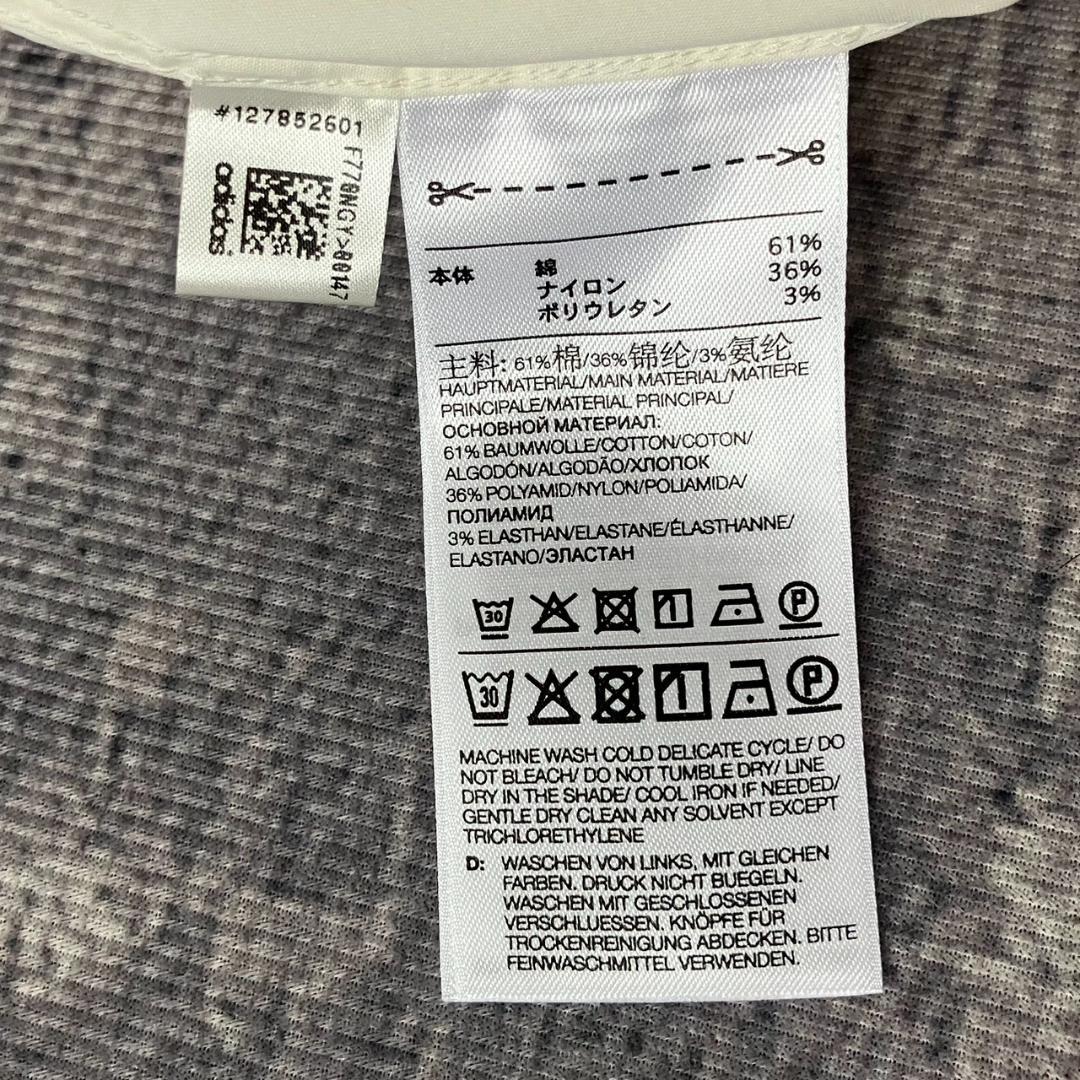 #127852601
F77BNGY>00147
adidas
本体 綿 61%
ナイロン 36%
ポリウレタン 3%
主料: 61%棉/36%锦纶/3%氨纶
HAUPTMATERIAL/MAIN MATERIAL/MATIERE
PRINCIPALE/MATERIAL PRINCIPAL/
ОСНОВНОЙ МАТЕРИАЛ:
61% BAUMWOLLE/COTTON/COTON/
ALGODÓN/ALGODÃO/ХЛОПОК
36% POLYAMID/NYLON/POLIAMIDA/
ПОЛИАМИД
3% ELASTHAN/ELASTANE/ÉLASTHANNE/
ELASTANO/ЭЛАСТАН
30 P
30 P
MACHINE WASH COLD DELICATE CYCLE/ DO
NOT BLEACH/ DO NOT TUMBLE DRY/ LINE
DRY IN THE SHADE/ COOL IRON IF NEEDED/
GENTLE DRY CLEAN ANY SOLVENT EXCEPT
TRICHLORETHYLENE
D: WASCHEN VON LINKS, MIT GLEICHEN
FARBEN. DRUCK NICHT BUEGELN.
WASCHEN MIT GESCHLOSSENEN
VERSCHLUESSEN. KNÖPFE FÜR
TROCKENREINIGUNG ABDECKEN. BITTE
FEINWASCHMITTEL VERWENDEN.